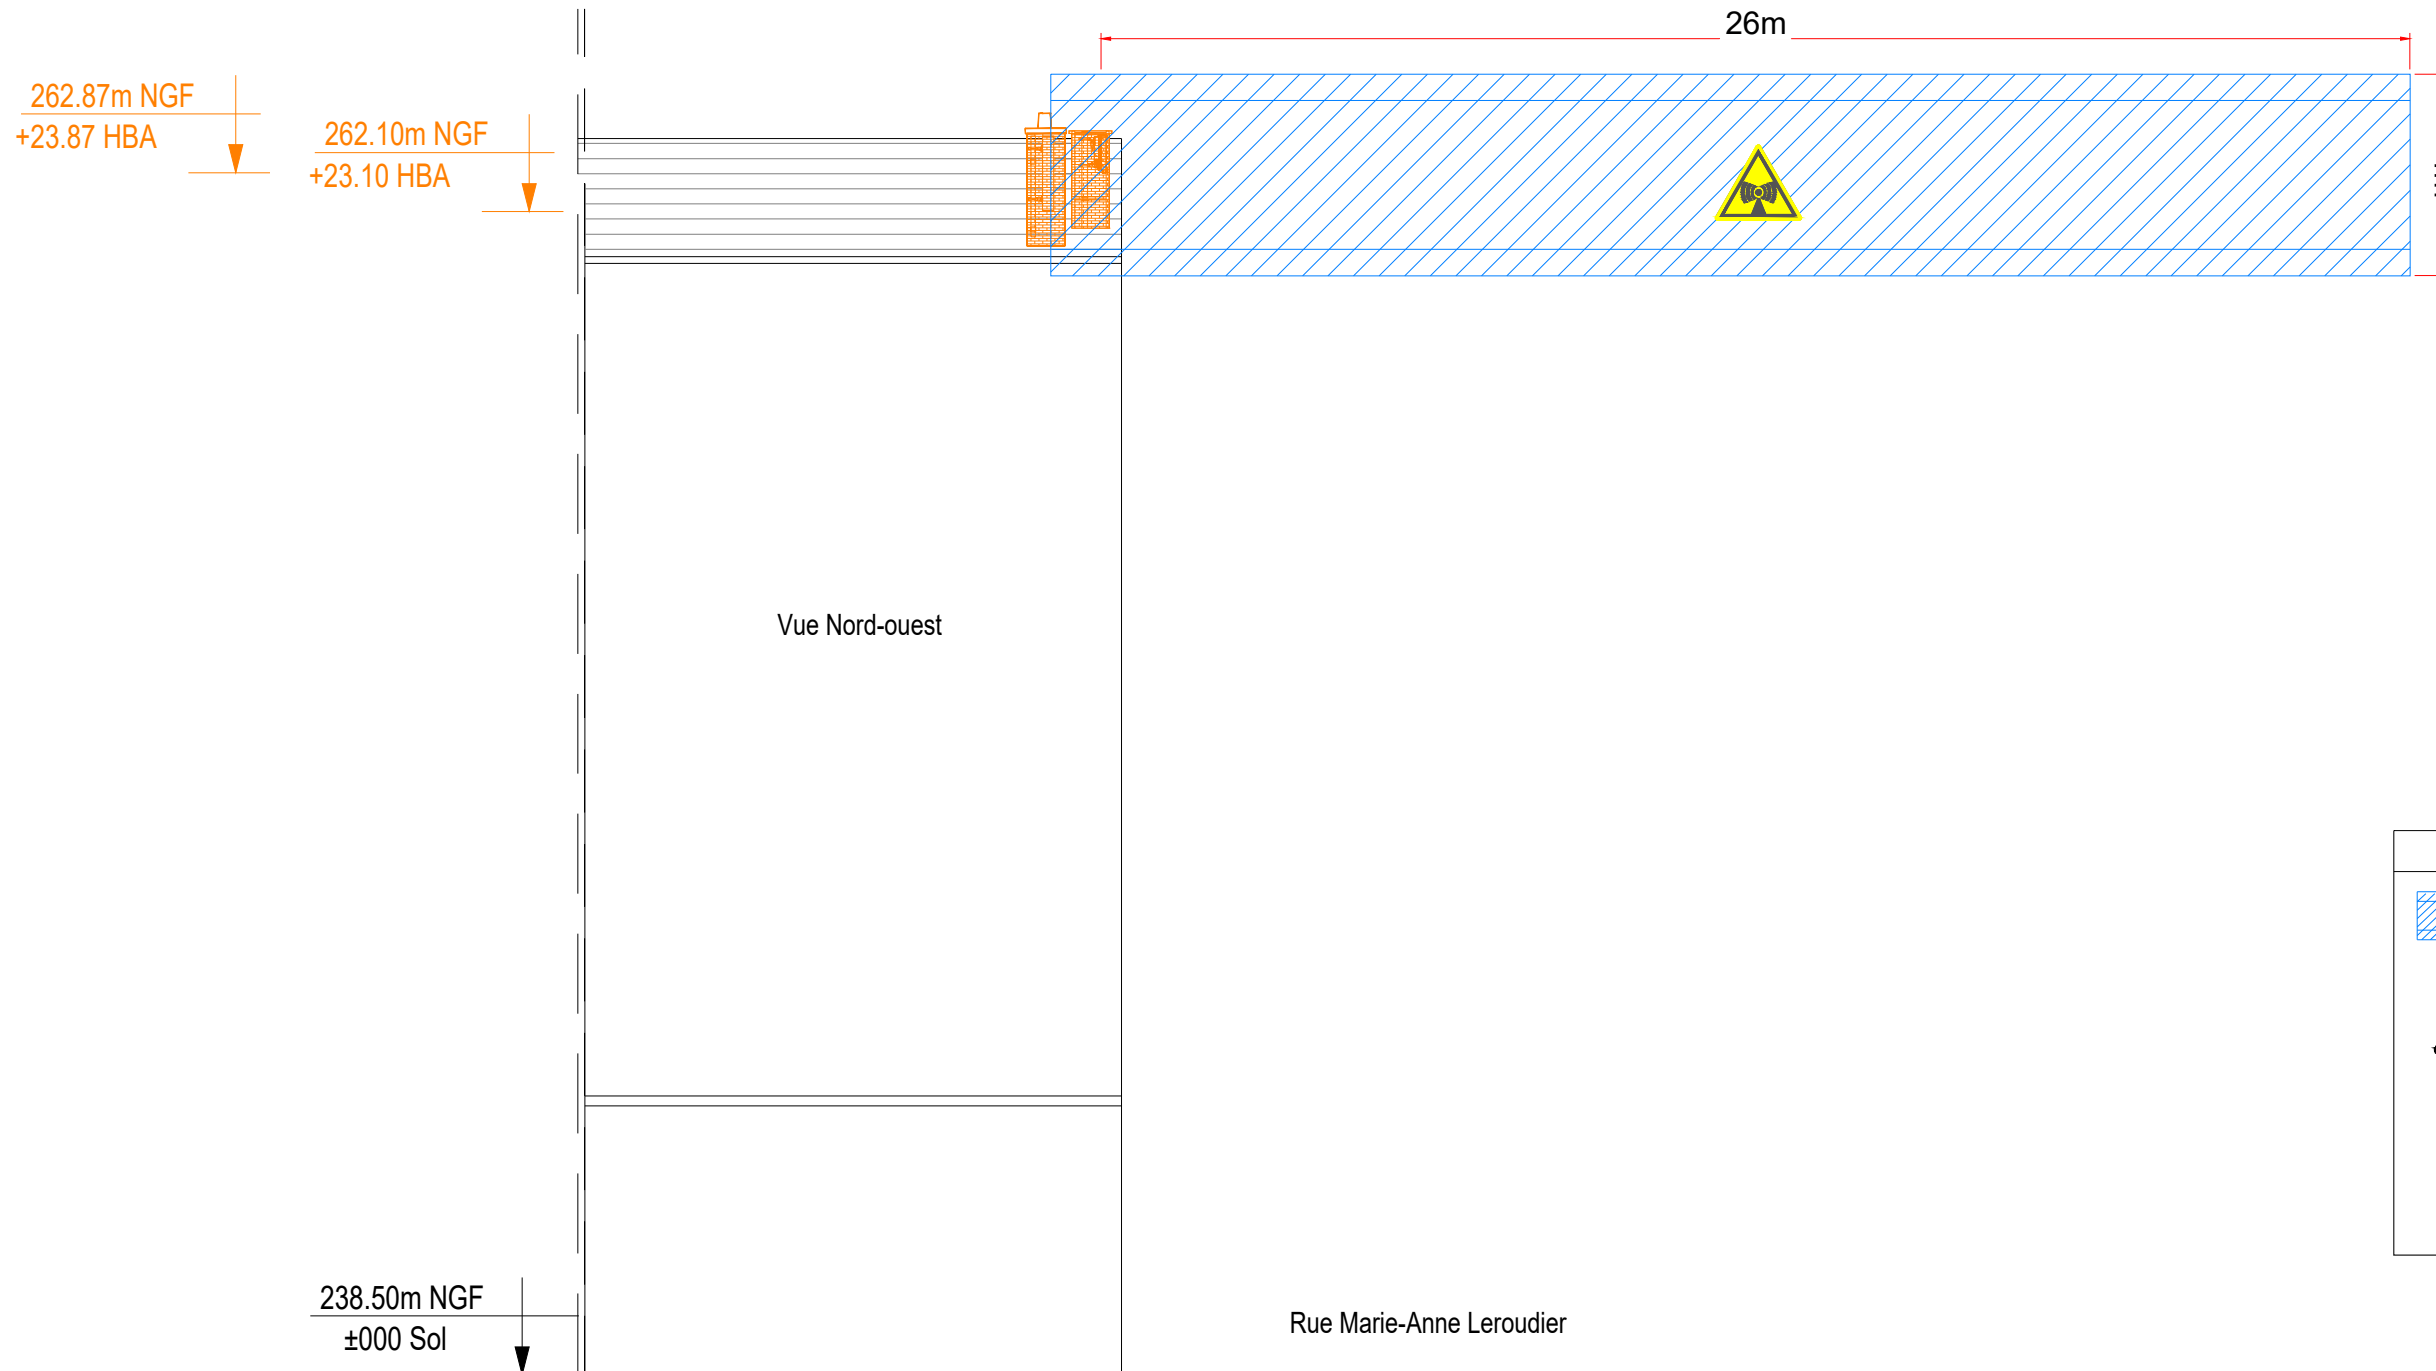 26m
262.87m NGF
+23.87 HBA
262.10m NGF
+23.10 HBA
Vue Nord-ouest
238.50m NGF
±000 Sol
Rue Marie-Anne Leroudier